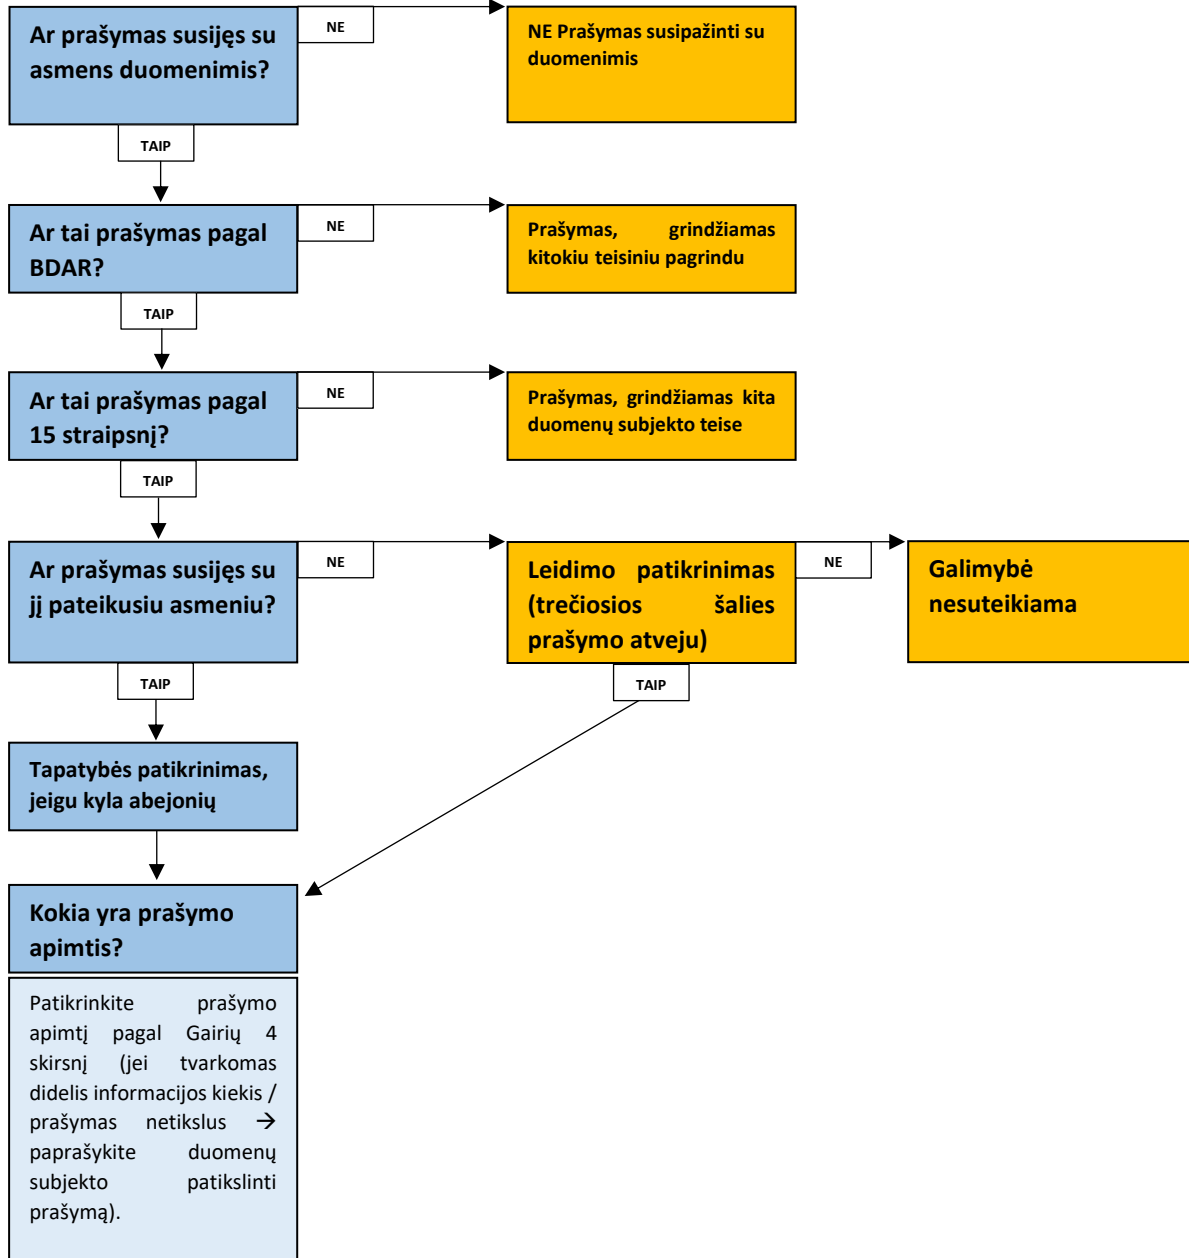 Ar prašymas susijęs su
asmens duomenimis?
NE
NE Prašymas susipažinti su
duomenimis
TAIP
Ar tai prašymas pagal
BDAR?
NE
Prašymas, grindžiamas
kitokiu teisiniu pagrindu
TAIP
Ar tai prašymas pagal
15 straipsnį?
NE
Prašymas, grindžiamas kita
duomenų subjekto teise
TAIP
Ar prašymas susijęs su
jį pateikusiu asmeniu?
NE
Leidimo patikrinimas
(trečiosios šalies
prašymo atveju)
NE
Galimybė
nesuteikiama
TAIP
TAIP
Tapatybės patikrinimas,
jeigu kyla abejonių
Kokia yra prašymo
apimtis?
Patikrinkite prašymo
apimtį pagal Gairių 4
skirsnį (jei tvarkomas
didelis informacijos kiekis /
prašymas netikslus →
paprašykite duomenų
subjekto patikslinti
prašymą).